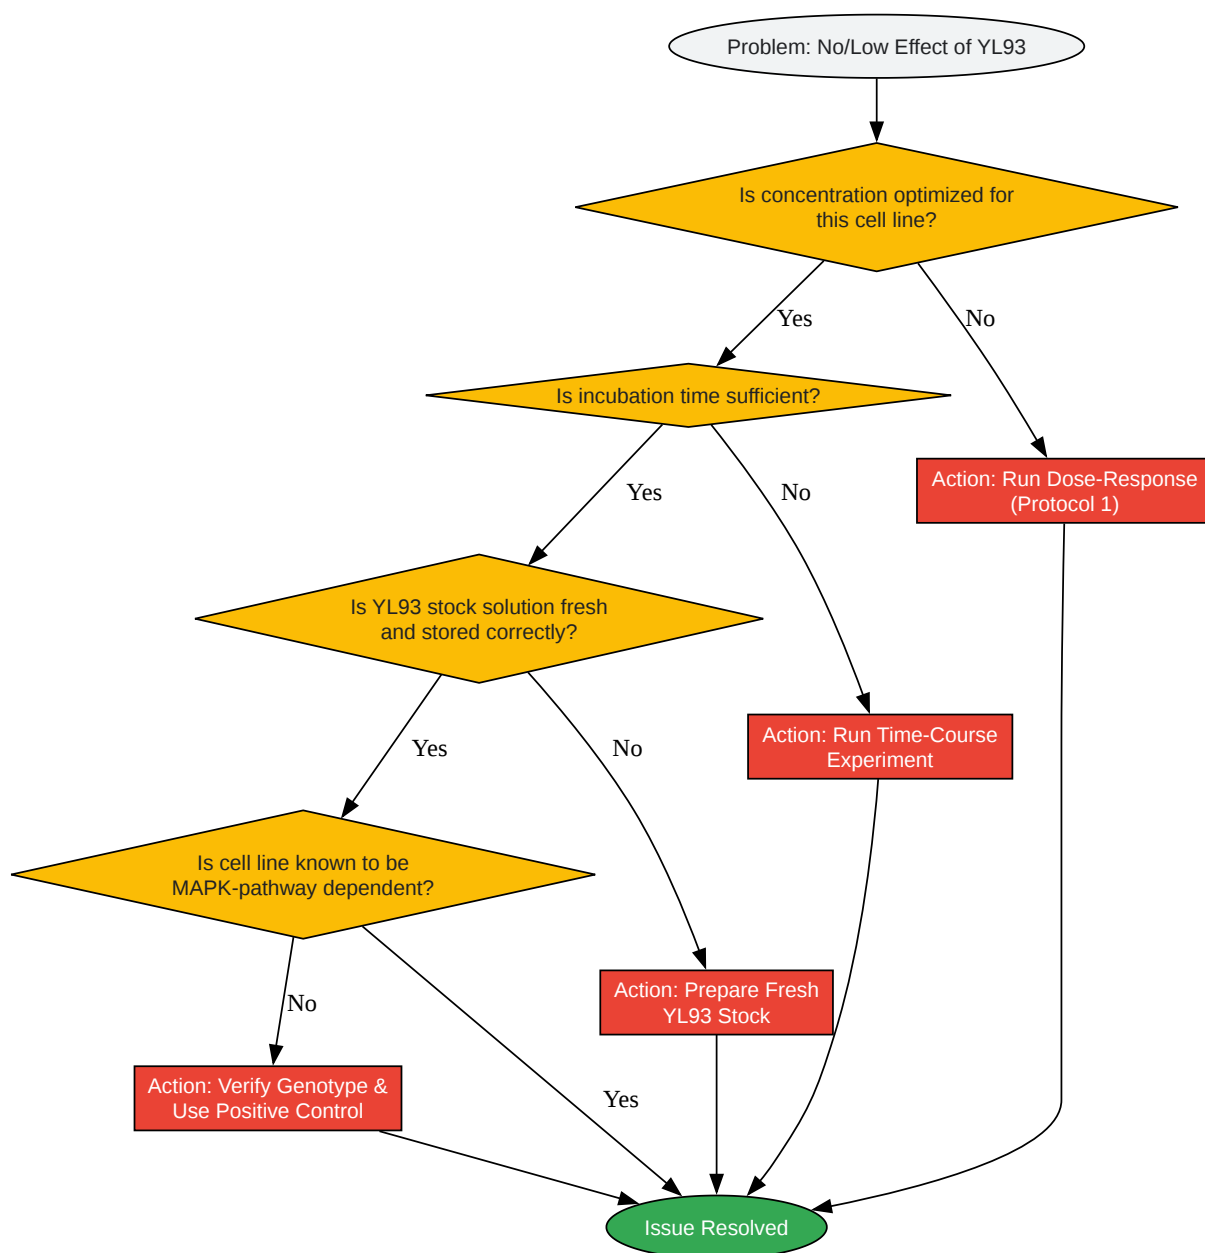 Problem: No/Low Effect of YL93
Is concentration optimized for
this cell line?
Yes
No
Is incubation time sufficient?
Action: Run Dose-Response
(Protocol 1)
Yes
No
Is YL93 stock solution fresh
and stored correctly?
Action: Run Time-Course
Experiment
Yes
No
Is cell line known to be
MAPK-pathway dependent?
Action: Prepare Fresh
YL93 Stock
No
Yes
Action: Verify Genotype &
Use Positive Control
Issue Resolved